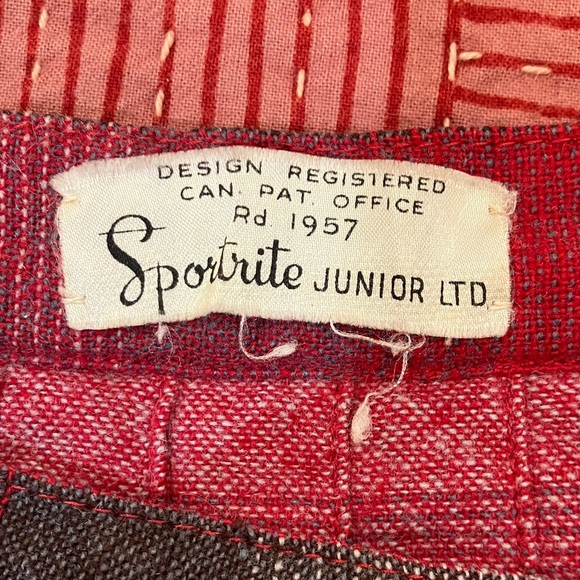 DESIGN REGISTERED
CAN. PAT. OFFICE
Rd. 1957
Sportrite JUNIOR LTD.